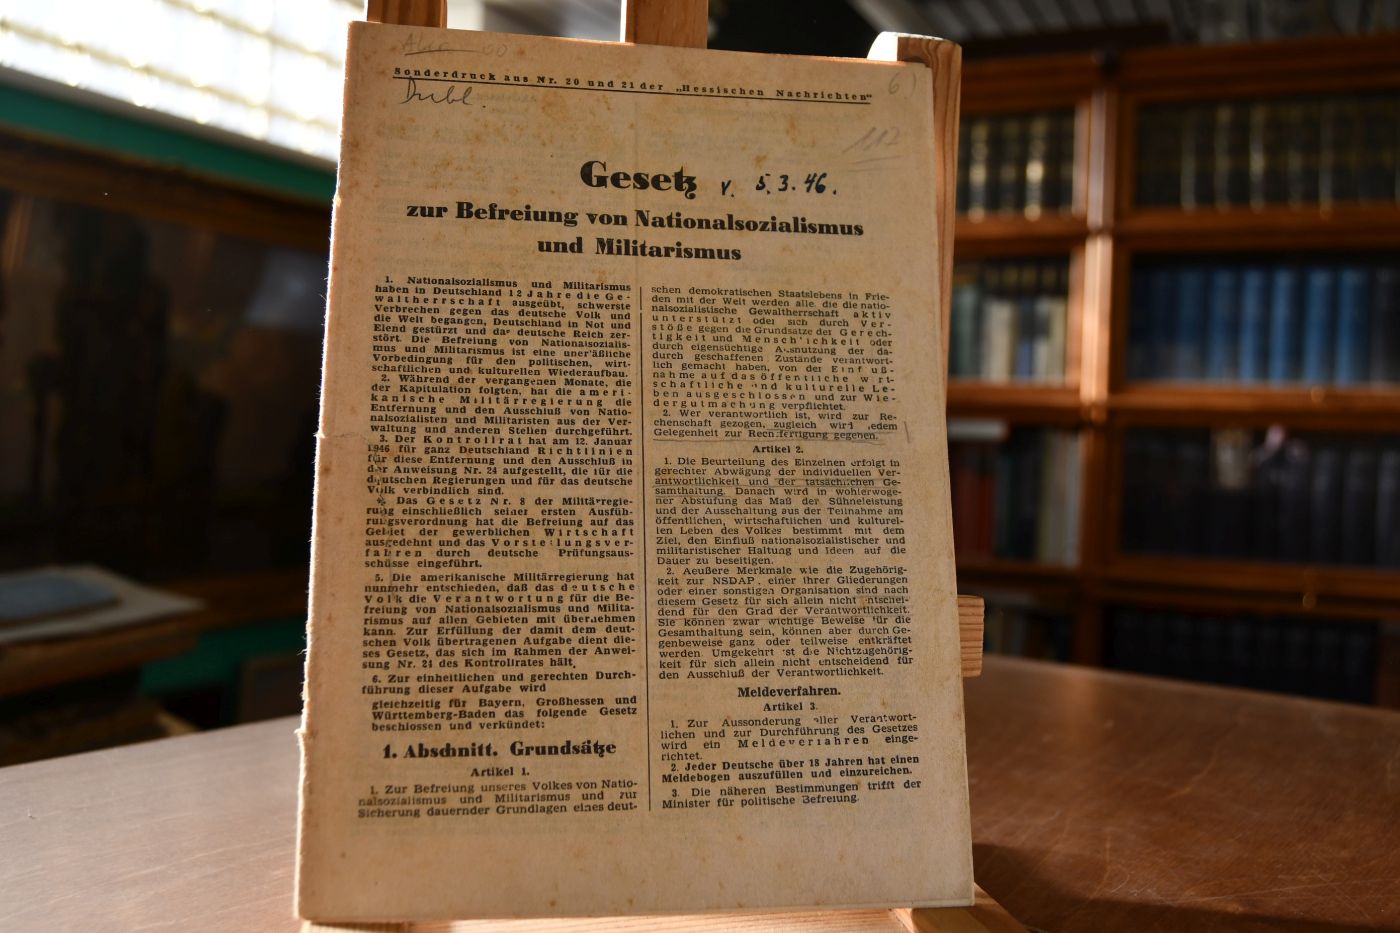 Sonderdruck aus Nr. 20 und 21 der „Hessischen Nachrichten"
Dubl.
6)
117
Gesetz v. 5.3.46.
zur Befreiung von Nationalsozialismus
und Militarismus
1. Nationalsozialismus und Militarismus
haben in Deutschland 12 Jahre die Ge-
waltherrschaft ausgeübt, schwerste
Verbrechen gegen das deutsche Volk und
die Welt begangen, Deutschland in Not und
Elend gestürzt und das deutsche Reich zer-
stört. Die Befreiung von Nationalsozialis-
mus und Militarismus ist eine unerläßliche
Vorbedingung für den politischen, wirt-
schaftlichen und kulturellen Wiederaufbau.
2. Während der vergangenen Monate, die
der Kapitulation folgten, hat die ameri-
kanische Militärregierung die
Entfernung und den Ausschluß von Natio-
nalsozialisten und Militaristen aus der Ver-
waltung und anderen Stellen durchgeführt.
3. Der Kontrollrat hat am 12. Januar
1946 für ganz Deutschland Richtlinien
für diese Entfernung und den Ausschluß in
der Anweisung Nr. 24 aufgestellt, die für die
deutschen Regierungen und für das deutsche
Volk verbindlich sind.
4. Das Gesetz Nr. 8 der Militärregie-
rung einschließlich seiner ersten Ausfüh-
rungsverordnung hat die Befreiung auf das
Gebiet der gewerblichen Wirtschaft
ausgedehnt und das Vorstellungsver-
fahren durch deutsche Prüfungsaus-
schüsse eingeführt.
5. Die amerikanische Militärregierung hat
nunmehr entschieden, daß das deutsche
Volk die Verantwortung für die Be-
freiung von Nationalsozialismus und Milita-
rismus auf allen Gebieten mit übernehmen
kann. Zur Erfüllung der damit dem deut-
schen Volk übertragenen Aufgabe dient die-
ses Gesetz, das sich im Rahmen der Anwei-
sung Nr. 24 des Kontrollrates hält.
6. Zur einheitlichen und gerechten Durch-
führung dieser Aufgabe wird
gleichzeitig für Bayern, Großhessen und
Württemberg-Baden das folgende Gesetz
beschlossen und verkündet:
1. Abschnitt. Grundsätze
Artikel 1.
1. Zur Befreiung unseres Volkes von Natio-
nalsozialismus und Militarismus und zur
Sicherung dauernder Grundlagen eines deut-
schen demokratischen Staatslebens in Frie-
den mit der Welt werden alle, die die natio-
nalsozialistische Gewaltherrschaft aktiv
unterstützt oder sich durch Ver-
stöße gegen die Grundsätze der Gerech-
tigkeit und Menschlichkeit oder
durch eigensüchtige Ausnutzung der da-
durch geschaffenen Zustände verantwort-
lich gemacht haben, von der Einfluß-
nahme auf das öffentliche wirt-
schaftliche und kulturelle Le-
ben ausgeschlossen und zur Wie-
dergutmachung verpflichtet.
2. Wer verantwortlich ist, wird zur Re-
chenschaft gezogen, zugleich wird jedem
Gelegenheit zur Rechtfertigung gegeben.
Artikel 2.
1. Die Beurteilung des Einzelnen erfolgt in
gerechter Abwägung der individuellen Ver-
antwortlichkeit und der tatsächlichen Ge-
samthaltung. Danach wird in wohlerwoge-
ner Abstufung das Maß der Sühneleistung
und der Ausschaltung aus der Teilnahme am
öffentlichen, wirtschaftlichen und kulturel-
len Leben des Volkes bestimmt mit dem
Ziel, den Einfluß nationalsozialistischer und
militaristischer Haltung und Ideen auf die
Dauer zu beseitigen.
2. Aeußere Merkmale wie die Zugehörig-
keit zur NSDAP, einer ihrer Gliederungen
oder einer sonstigen Organisation sind nach
diesem Gesetz für sich allein nicht entschei-
dend für den Grad der Verantwortlichkeit.
Sie können zwar wichtige Beweise für die
Gesamthaltung sein, können aber durch Ge-
genbeweise ganz oder teilweise entkräftet
werden. Umgekehrt ist die Nichtzugehörig-
keit für sich allein nicht entscheidend für
den Ausschluß der Verantwortlichkeit.
Meldeverfahren.
Artikel 3.
1. Zur Aussonderung aller Verantwort-
lichen und zur Durchführung des Gesetzes
wird ein Meldeverfahren einge-
richtet.
2. Jeder Deutsche über 18 Jahren hat einen
Meldebogen auszufüllen und einzureichen.
3. Die näheren Bestimmungen trifft der
Minister für politische Befreiung.